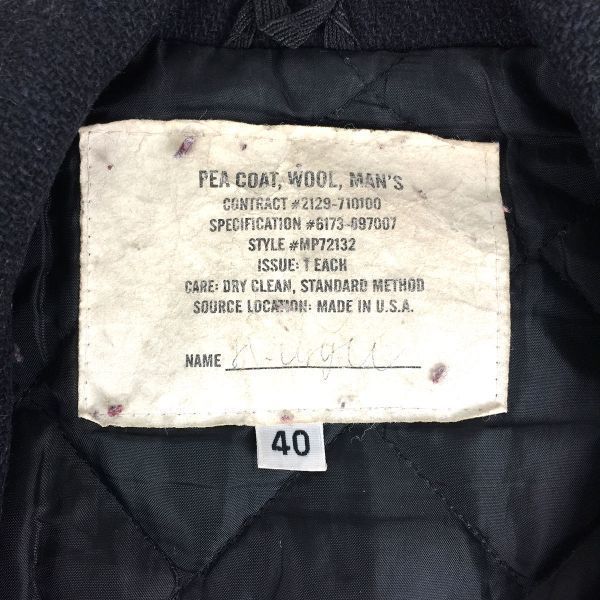 PEA COAT, WOOL, MAN'S
CONTRACT #2129-710100
SPECIFICATION #6173-097007
STYLE #MP72132
ISSUE: 1 EACH
CARE: DRY CLEAN, STANDARD METHOD
SOURCE LOCATION: MADE IN U.S.A.
NAME
40